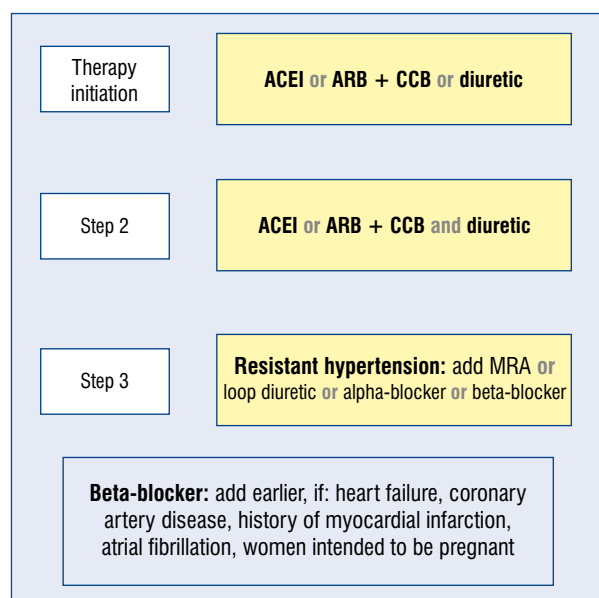 Therapy
initiation
ACEI or ARB + CCB or diuretic
Step 2
ACEI or ARB + CCB and diuretic
Step 3
Resistant hypertension: add MRA or
loop diuretic or alpha-blocker or beta-blocker
Beta-blocker: add earlier, if: heart failure, coronary
artery disease, history of myocardial infarction,
atrial fibrillation, women intended to be pregnant